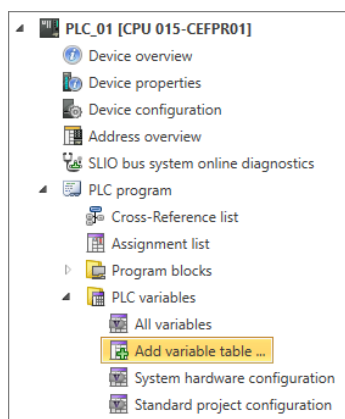 PLC_01 [CPU 015-CEFPR01]
Device overview
Device properties
Device configuration
Address overview
SLIO bus system online diagnostics
PLC program
Cross-Reference list
Assignment list
Program blocks
PLC variables
All variables
Add variable table ...
System hardware configuration
Standard project configuration